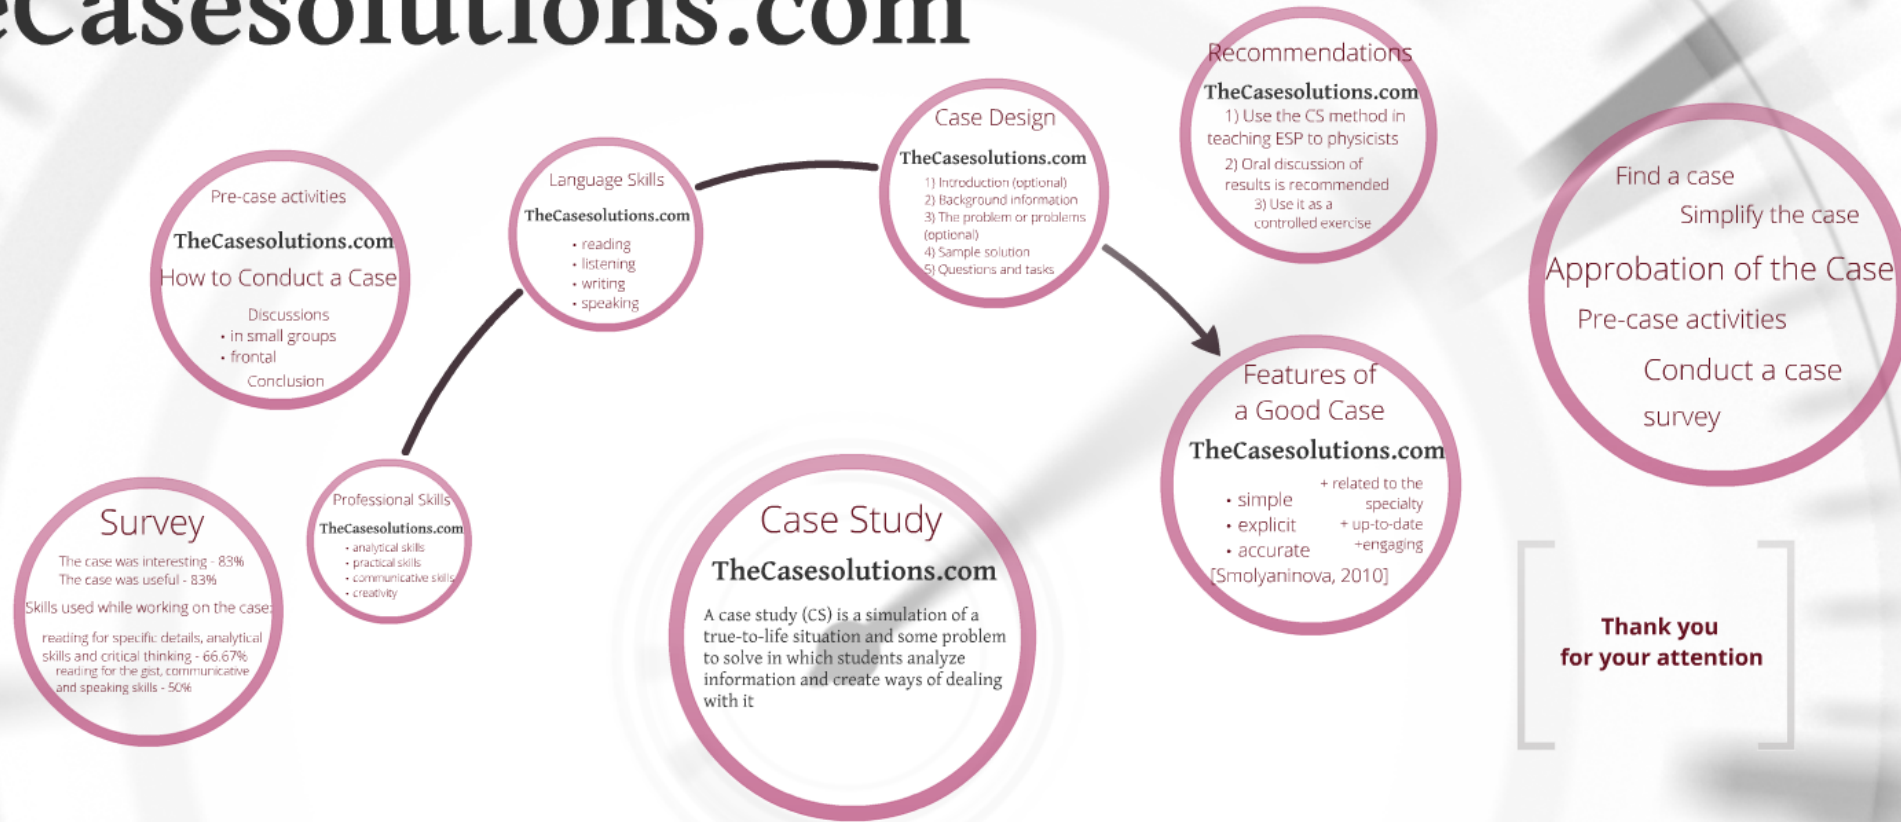 eCasesolutions.com
Pre-case activities
TheCasesolutions.com
How to Conduct a Case
Discussions
• in small groups
• frontal
Conclusion
Language Skills
TheCasesolutions.com
• reading
• listening
• writing
• speaking
Case Design
TheCasesolutions.com
1) Introduction (optional)
2) Background information
3) The problem or problems
(optional)
4) Sample solution
5) Questions and tasks
Recommendations
TheCasesolutions.com
1) Use the CS method in
teaching ESP to physicists
2) Oral discussion of
results is recommended
3) Use it as a
controlled exercise
Find a case
Simplify the case
Approbation of the Case
Pre-case activities
Conduct a case
survey
Survey
The case was interesting - 83%
The case was useful - 83%
Skills used while working on the case:
reading for specific details, analytical
skills and critical thinking - 66.67%
reading for the gist, communicative
and speaking skills - 50%
Professional Skills
TheCasesolutions.com
• analytical skills
• practical skills
• communicative skills
• creativity
Case Study
TheCasesolutions.com
A case study (CS) is a simulation of a
true-to-life situation and some problem
to solve in which students analyze
information and create ways of dealing
with it
Features of
a Good Case
TheCasesolutions.com
• simple
• explicit
• accurate
+ related to the
specialty
+ up-to-date
+engaging
[Smolyaninova, 2010]
Thank you
for your attention